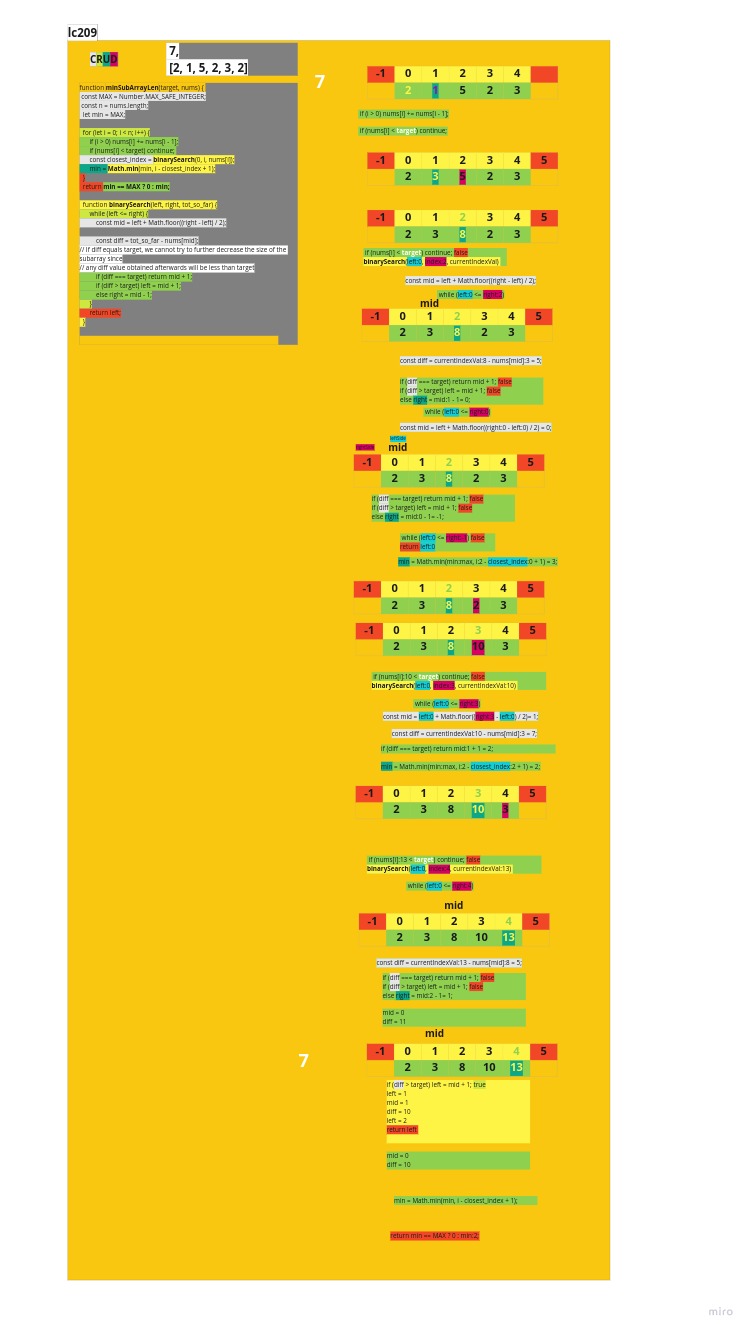 lc209
CRUD
7,
[2, 1, 5, 2, 3, 2]
function minSubArrayLen(target, nums) {
const MAX = Number.MAX_SAFE_INTEGER;
const n = nums.length;
let min = MAX;
for (let i = 0; i < n; i++) {
if (i > 0) nums[i] += nums[i - 1];
if (nums[i] < target) continue;
const closest_index = binarySearch(0, i, nums[i]);
min = Math.min(min, i - closest_index + 1);
}
return min == MAX ? 0 : min;
function binarySearch(left, right, tot_so_far) {
while (left <= right) {
const mid = left + Math.floor((right - left) / 2);
const diff = tot_so_far - nums[mid];
// If diff equals target, we cannot try to further decrease the size of the
subarray since
// any diff value obtained afterwards will be less than target
if (diff === target) return mid + 1;
if (diff > target) left = mid + 1;
else right = mid - 1;
}
return left;
}
7
-1 0 1 2 3 4
2 1 5 2 3
if (i > 0) nums[i] += nums[i - 1];
if (nums[i] < target) continue;
-1 0 1 2 3 4 5
2 3 5 2 3
-1 0 1 2 3 4 5
2 3 8 2 3
if (nums[i] < target) continue; false
binarySearch(left:0, index:2, currentIndexVal)
const mid = left + Math.floor((right - left) / 2);
while (left:0 <= right:2)
mid
-1 0 1 2 3 4 5
2 3 8 2 3
const diff = currentIndexVal:8 - nums[mid]:3 = 5;
if (diff === target) return mid + 1; false
if (diff > target) left = mid + 1; false
else right = mid:1 - 1= 0;
while (left:0 <= right:0)
const mid = left + Math.floor((right:0 - left:0) / 2) = 0;
mid
-1 0 1 2 3 4 5
2 3 8 2 3
if (diff === target) return mid + 1; false
if (diff > target) left = mid + 1; false
else right = mid:0 - 1= -1;
while (left:0 <= right:-1) false
return left:0
min = Math.min(min:max, i:2 - closest_index:0 + 1) = 3;
-1 0 1 2 3 4 5
2 3 8 2 3
-1 0 1 2 3 4 5
2 3 8 10 3
if (nums[i]:10 < target) continue; false
binarySearch(left:0, index:3, currentIndexVal:10)
while (left:0 <= right:3)
const mid = left:0 + Math.floor((right:3 - left:0) / 2)= 1;
const diff = currentIndexVal:10 - nums[mid]:3 = 7;
if (diff === target) return mid:1 + 1 = 2;
min = Math.min(min:max, i:2 - closest_index:2 + 1) = 2;
-1 0 1 2 3 4 5
2 3 8 10 3
if (nums[i]:13 < target) continue; false
binarySearch(left:0, index:4, currentIndexVal:13)
while (left:0 <= right:4)
mid
-1 0 1 2 3 4 5
2 3 8 10 13
const diff = currentIndexVal:13 - nums[mid]:8 = 5;
if (diff === target) return mid + 1; false
if (diff > target) left = mid + 1; false
else right = mid:2 - 1= 1;
mid = 0
diff = 11
mid
7
-1 0 1 2 3 4 5
2 3 8 10 13
if (diff > target) left = mid + 1; true
left = 1
mid = 1
diff = 10
left = 2
return left
mid = 0
diff = 10
min = Math.min(min, i - closest_index + 1);
return min == MAX ? 0 : min:2;
miro